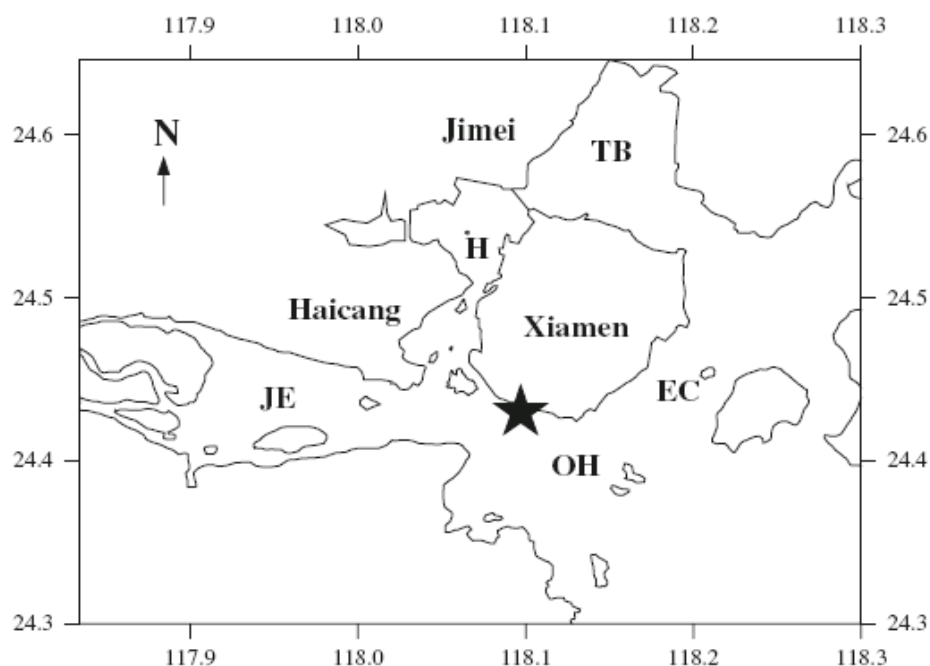 117.9 118.0 118.1 118.2 118.3
24.6 24.6
N
Jimei
TB
H
24.5 24.5
Haicang
Xiamen
JE
EC
24.4 24.4
OH
24.3 24.3
117.9 118.0 118.1 118.2 118.3